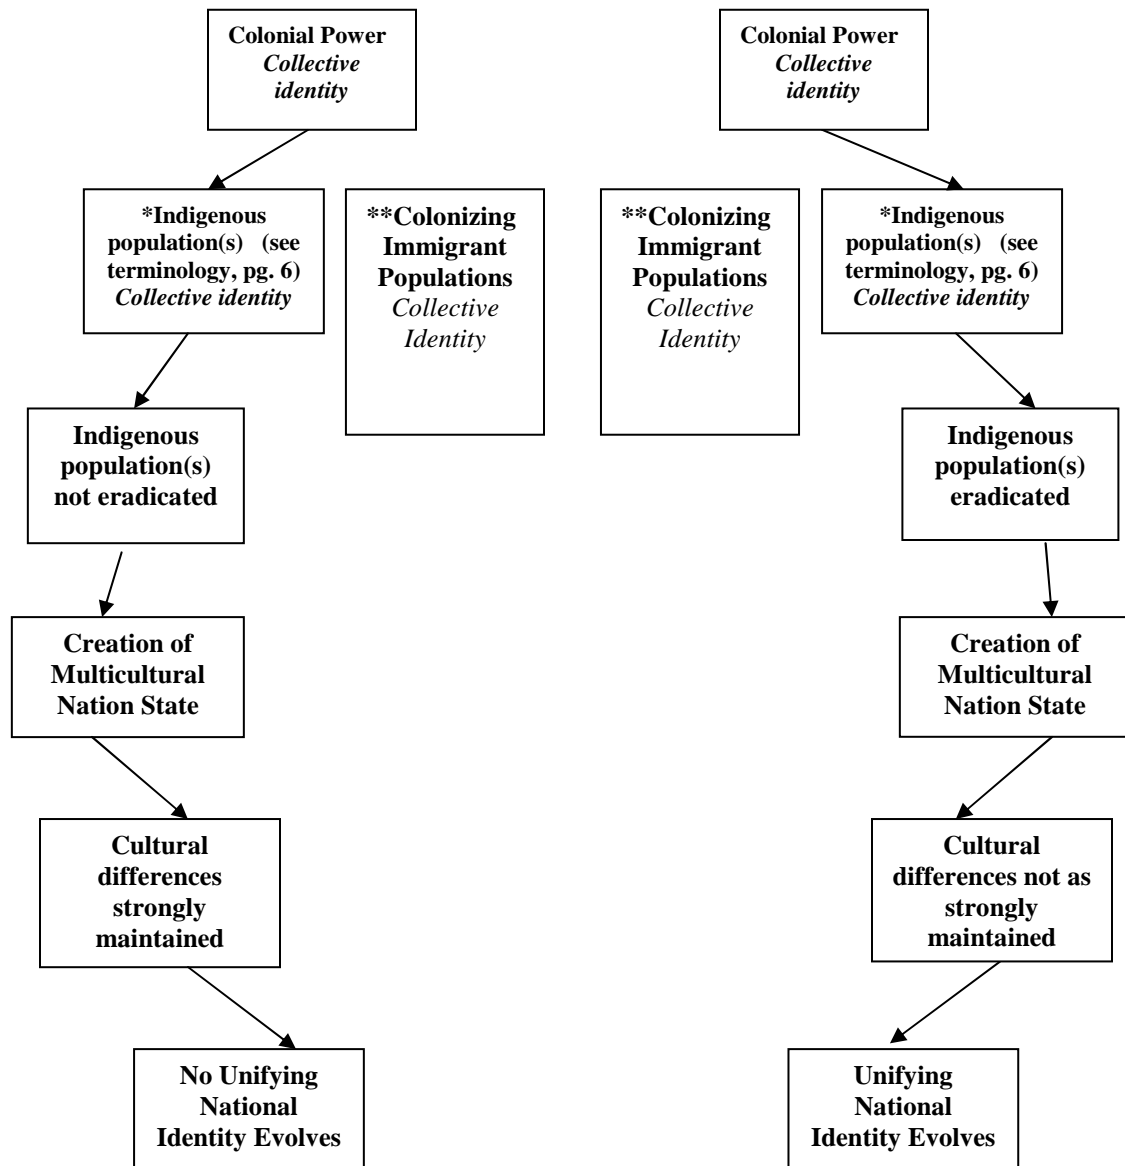 Colonial Power
Collective
identity
Colonial Power
Collective
identity
*Indigenous
population(s) (see
terminology, pg. 6)
Collective identity
**Colonizing
Immigrant
Populations
Collective
Identity
**Colonizing
Immigrant
Populations
Collective
Identity
*Indigenous
population(s) (see
terminology, pg. 6)
Collective identity
Indigenous
population(s)
not eradicated
Indigenous
population(s)
eradicated
Creation of
Multicultural
Nation State
Creation of
Multicultural
Nation State
Cultural
differences
strongly
maintained
Cultural
differences not as
strongly
maintained
No Unifying
National
Identity Evolves
Unifying
National
Identity Evolves